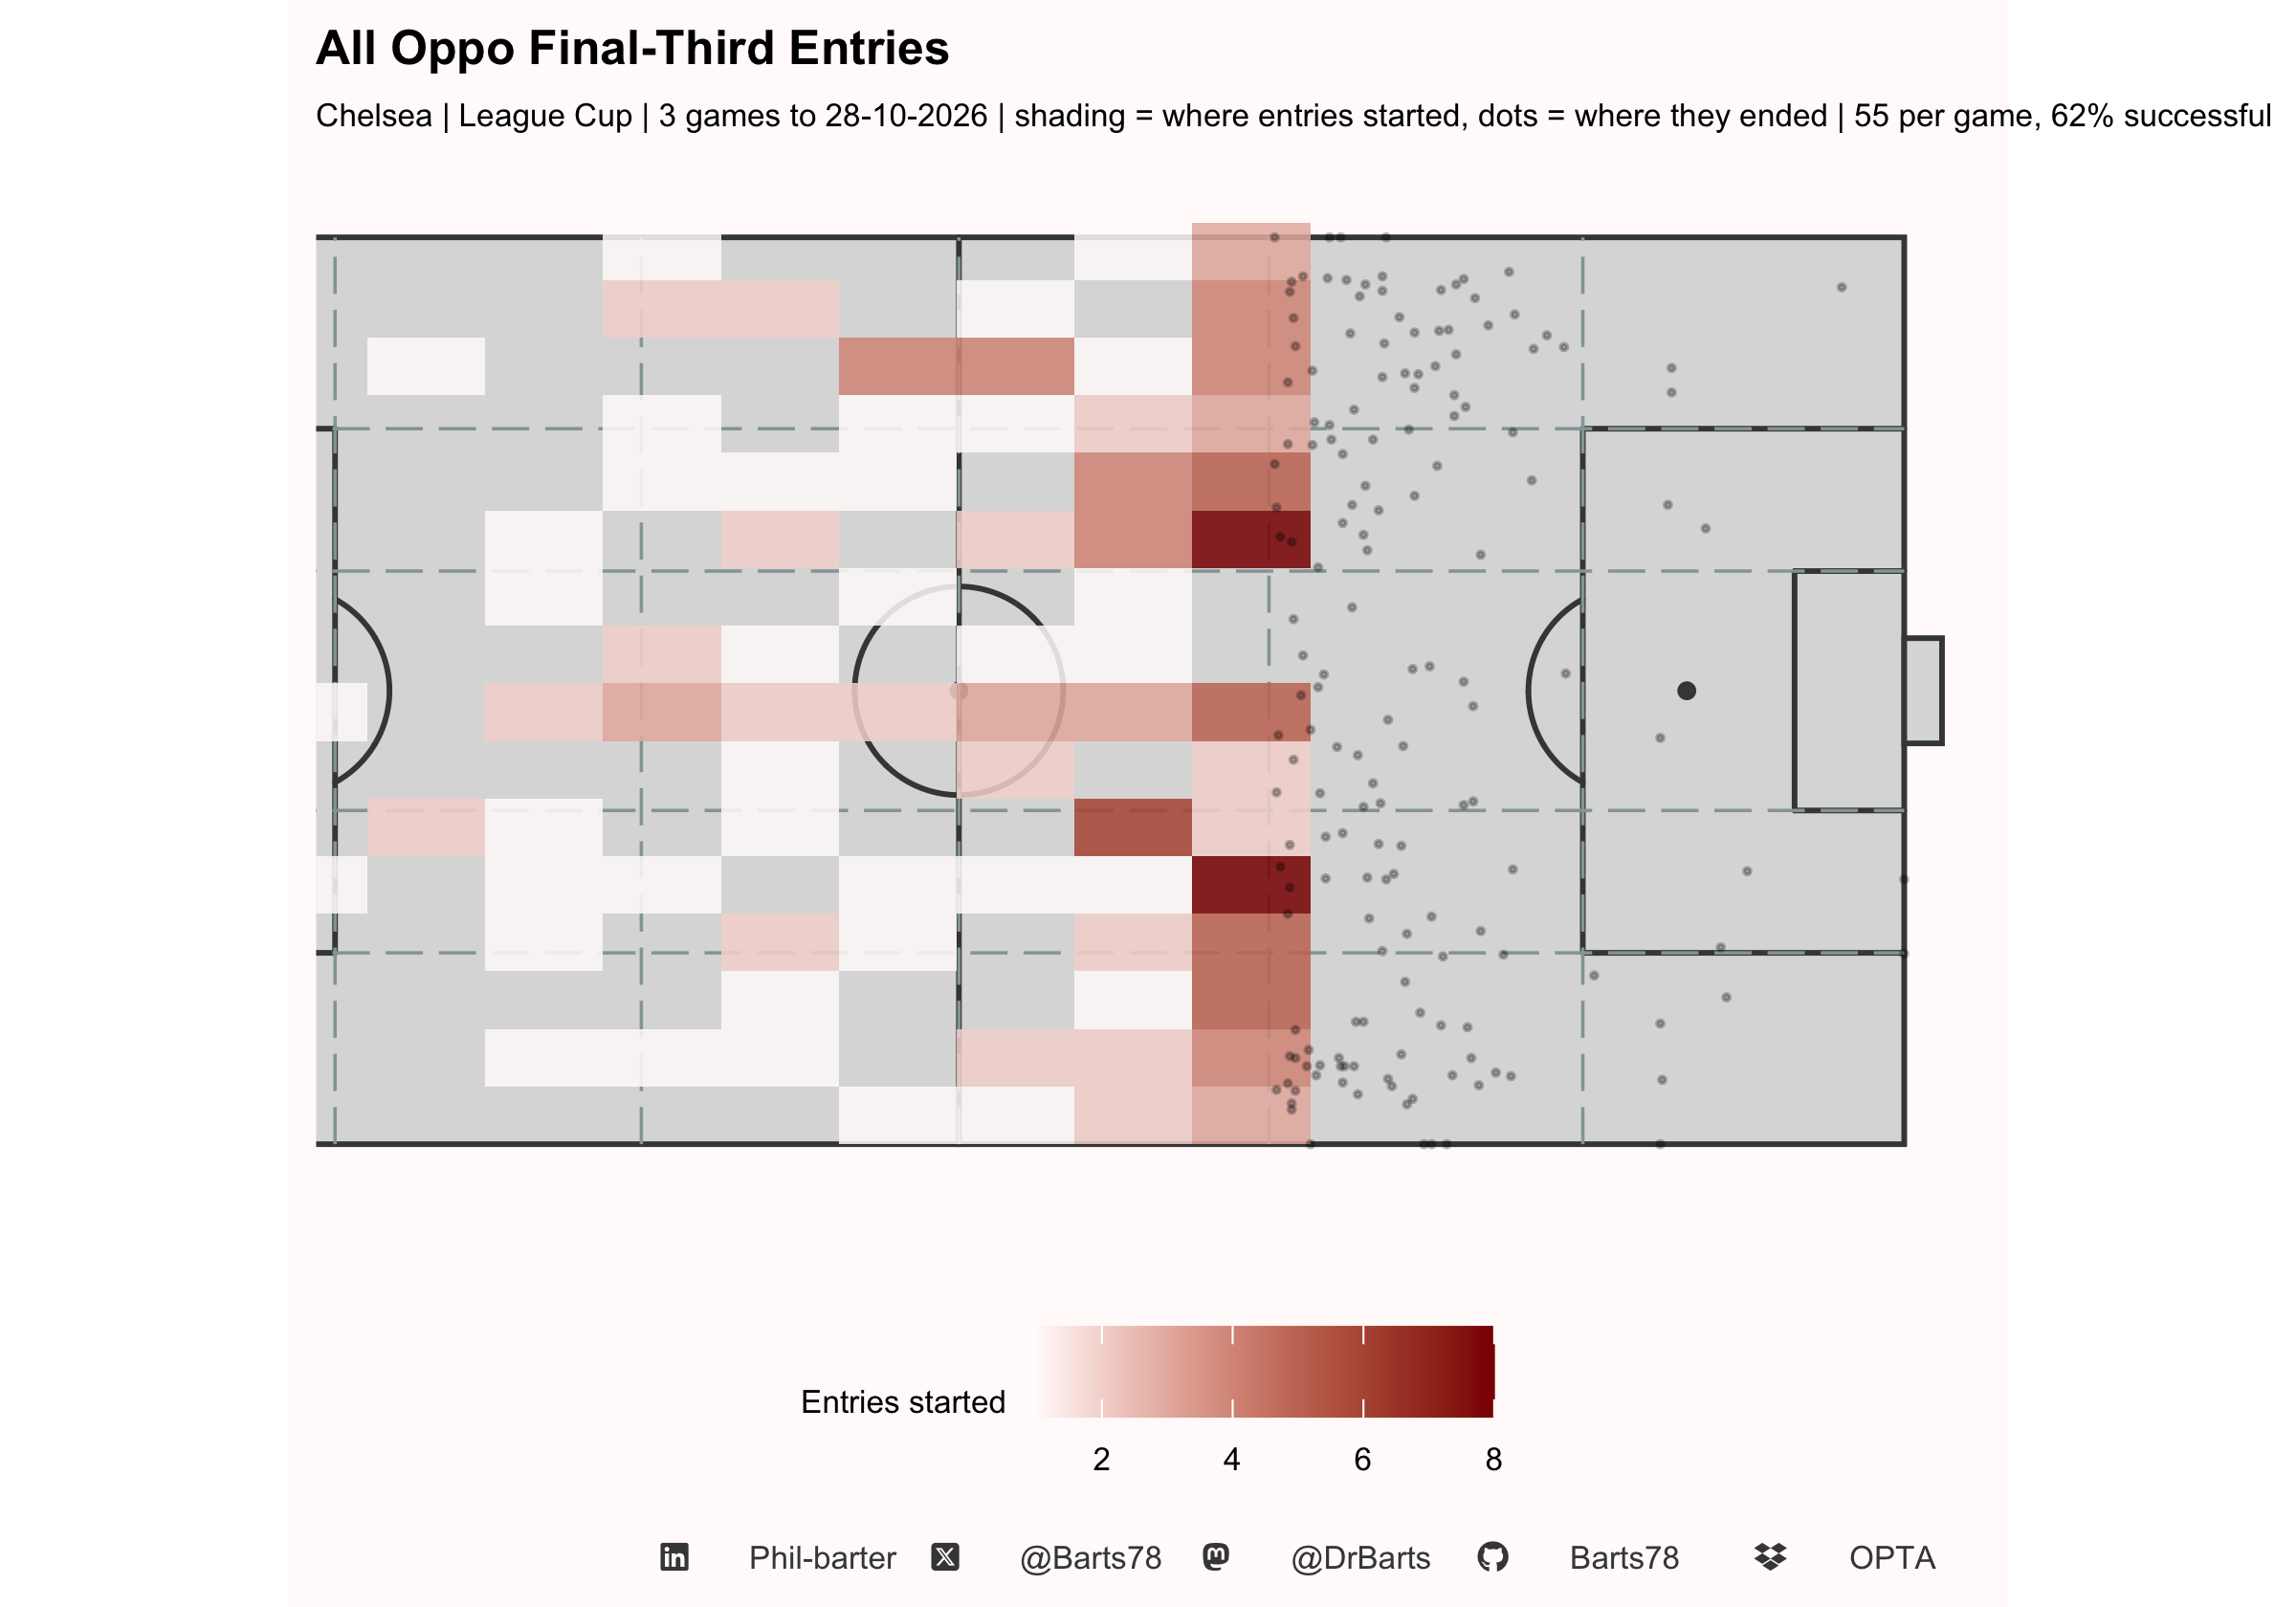 All Oppo Final-Third Entries
Chelsea | League Cup | 3 games to 28-10-2026 | shading = where entries started, dots = where they ended | 55 per game, 62% successful
Entries started
2 4 6 8
Phil-barter @Barts78 @DrBarts Barts78 OPTA